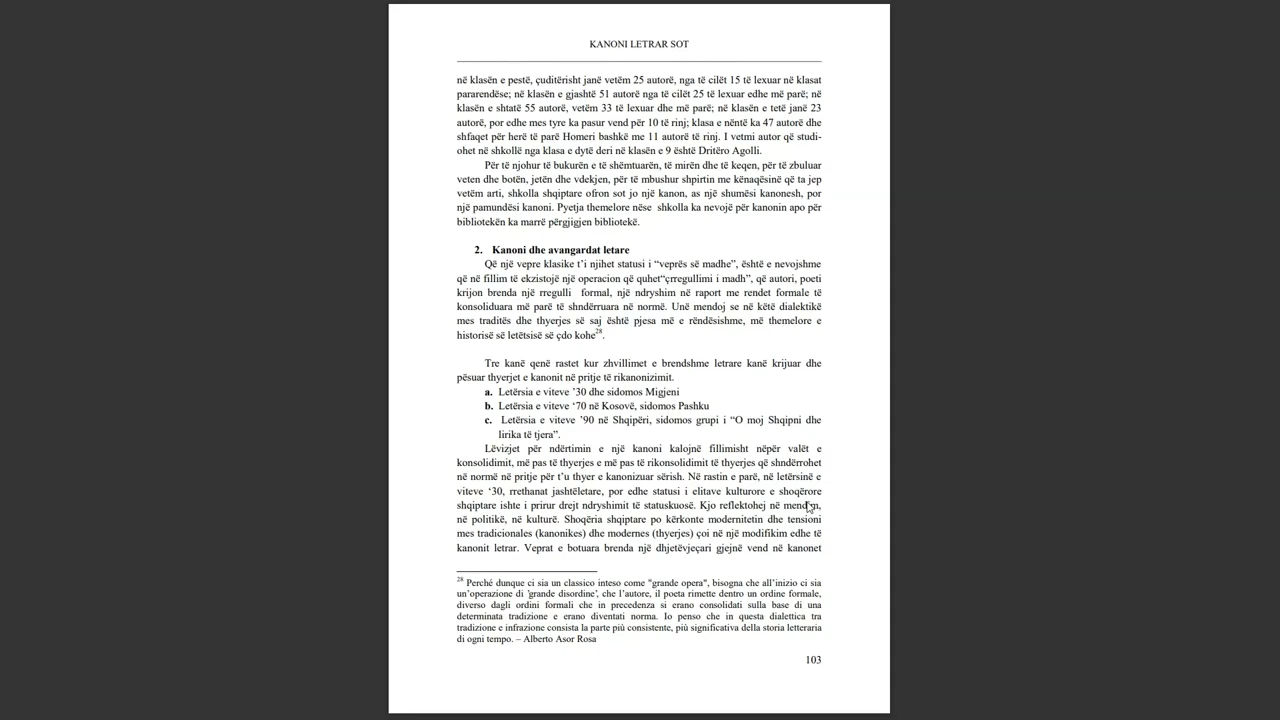 KANONI LETRAR SOT
në klasën e pestë, çuditërisht janë vetëm 25 autorë, nga të cilët 15 të lexuar në klasat
pararendëse; në klasën e gjashtë 51 autorë nga të cilët 25 të lexuar edhe më parë; në
klasën e shtatë 55 autorë, vetëm 33 të lexuar dhe më parë; në klasën e tetë janë 23
autorë, por edhe mes tyre ka pasur vend për 10 të rinj; klasa e nëntë ka 47 autorë dhe
shfaqet për herë të parë Homeri bashkë me 11 autorë të rinj. I vetmi autor që studi-
ohet në shkollë nga klasa e dytë deri në klasën e 9 është Dritëro Agolli.
Për të njohur të bukurën e të shëmtuarën, të mirën dhe të keqen, për të zbuluar
veten dhe botën, jetën dhe vdekjen, për të mbushur shpirtin me kënaqësinë që ta jep
vetëm arti, shkolla shqiptare ofron sot jo një kanon, as një shumësi kanonesh, por
një pamundësi kanoni. Pyetja themelore nëse  shkolla ka nevojë për kanonin apo për
bibliotekën ka marrë përgjigjen bibliotekë.
2. Kanoni dhe avangardat letare
Që një vepre klasike t’i njihet statusi i “veprës së madhe”, është e nevojshme
që në fillim të ekzistojë një operacion që quhet“çrregullimi i madh”, që autori, poeti
krijon brenda një rregulli  formal, një ndryshim në raport me rendet formale të
konsoliduara më parë të shndërruara në normë. Unë mendoj se në këtë dialektikë
mes traditës dhe thyerjes së saj është pjesa më e rëndësishme, më themelore e
historisë së letëtsisë së çdo kohe28.
Tre kanë qenë rastet kur zhvillimet e brendshme letrare kanë krijuar dhe
pësuar thyerjet e kanonit në pritje të rikanonizimit.
a. Letërsia e viteve ’30 dhe sidomos Migjeni
b. Letërsia e viteve ‘70 në Kosovë, sidomos Pashku
c. Letërsia e viteve ’90 në Shqipëri, sidomos grupi i “O moj Shqipni dhe
lirika të tjera”.
Lëvizjet për ndërtimin e një kanoni kalojnë fillimisht nëpër valët e
konsolidimit, më pas të thyerjes e më pas të rikonsolidimit të thyerjes që shndërrohet
në normë në pritje për t’u thyer e kanonizuar sërish. Në rastin e parë, në letërsinë e
viteve ‘30, rrethanat jashtëletare, por edhe statusi i elitave kulturore e shoqërore
shqiptare ishte i prirur drejt ndryshimit të statuskuosë. Kjo reflektohej në mendim,
në politikë, në kulturë. Shoqëria shqiptare po kërkonte modernitetin dhe tensioni
mes tradicionales (kanonikes) dhe modernes (thyerjes) çoi në një modifikim edhe të
kanonit letrar. Veprat e botuara brenda një dhjetëvjeçari gjejnë vend në kanonet
28 Perché dunque ci sia un classico inteso come "grande opera", bisogna che all’inizio ci sia
un’operazione di 'grande disordine', che l’autore, il poeta rimette dentro un ordine formale,
diverso dagli ordini formali che in precedenza si erano consolidati sulla base di una
determinata tradizione e erano diventati norma. Io penso che in questa dialettica tra
tradizione e infrazione consista la parte più consistente, più significativa della storia letteraria
di ogni tempo. – Alberto Asor Rosa
103